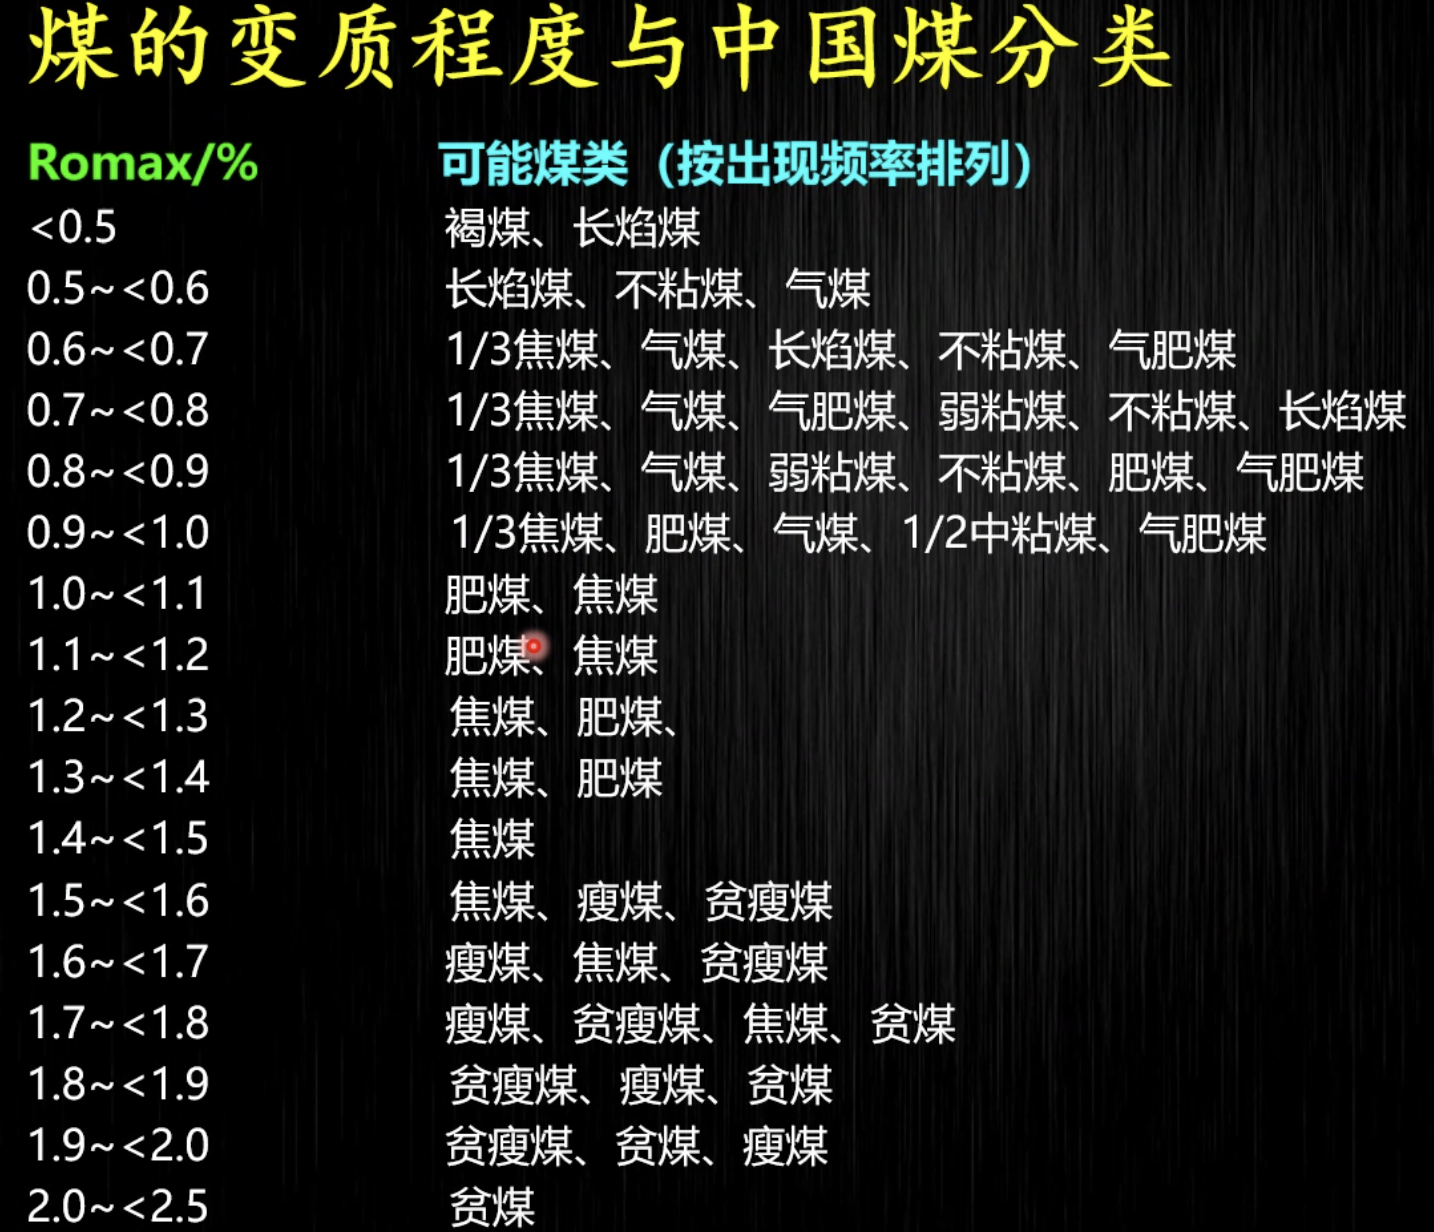 煤的变质程度与中国煤分类
Romax/% 可能煤类（按出现频率排列）
<0.5 褐煤、长焰煤
0.5~<0.6 长焰煤、不粘煤、气煤
0.6~<0.7 1/3焦煤、气煤、长焰煤、不粘煤、气肥煤
0.7~<0.8 1/3焦煤、气煤、气肥煤、弱粘煤、不粘煤、长焰煤
0.8~<0.9 1/3焦煤、气煤、弱粘煤、不粘煤、肥煤、气肥煤
0.9~<1.0 1/3焦煤、肥煤、气煤、1/2中粘煤、气肥煤
1.0~<1.1 肥煤、焦煤
1.1~<1.2 肥煤、焦煤
1.2~<1.3 焦煤、肥煤、
1.3~<1.4 焦煤、肥煤
1.4~<1.5 焦煤
1.5~<1.6 焦煤、瘦煤、贫瘦煤
1.6~<1.7 瘦煤、焦煤、贫瘦煤
1.7~<1.8 瘦煤、贫瘦煤、焦煤、贫煤
1.8~<1.9 贫瘦煤、瘦煤、贫煤
1.9~<2.0 贫瘦煤、贫煤、瘦煤
2.0~<2.5 贫煤